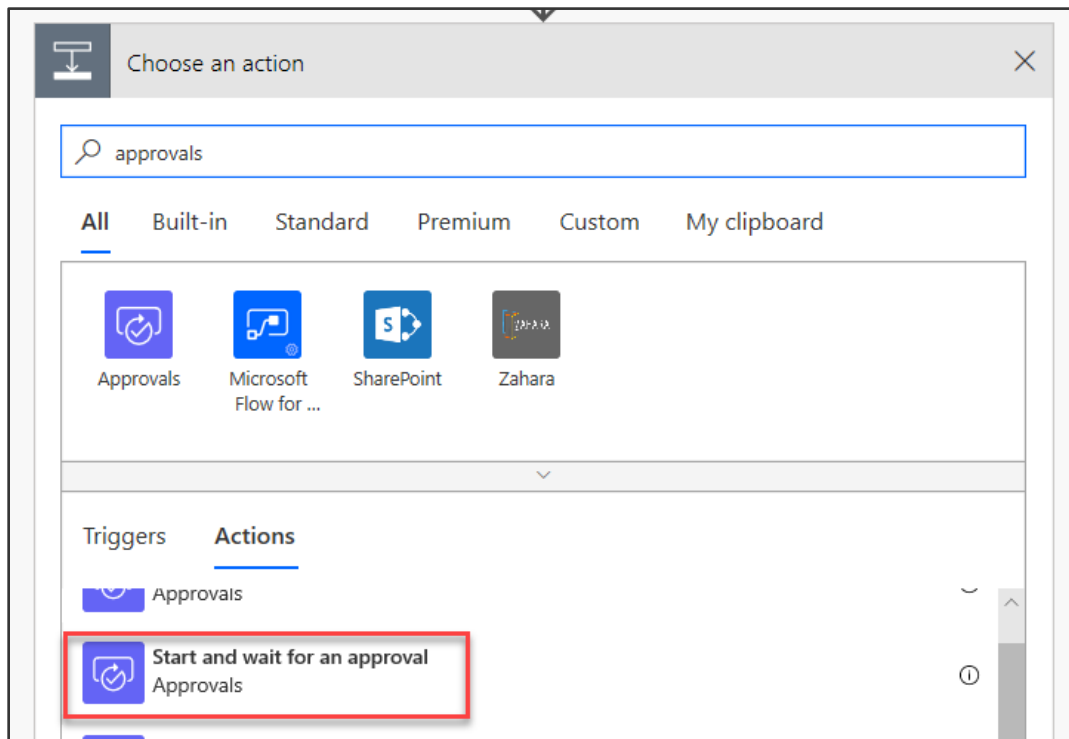 Choose an action
approvals
All Built-in Standard Premium Custom My clipboard
Approvals Microsoft Flow for ... SharePoint Zahara
S
ZAHARA
Triggers Actions
Approvals
Start and wait for an approval
Approvals